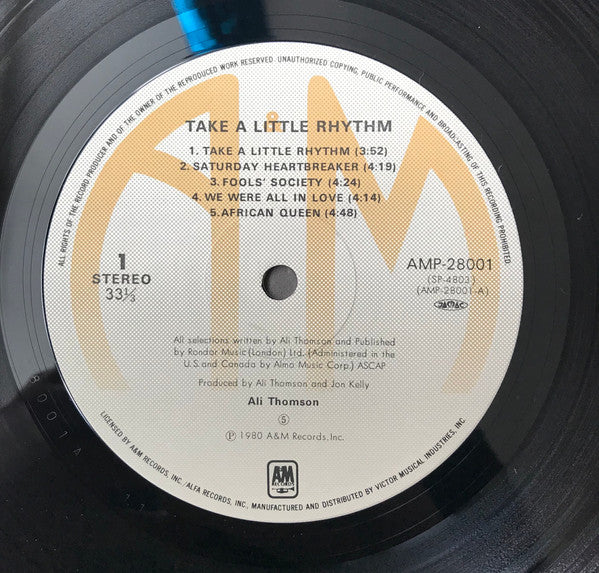 ALL RIGHTS OF THE RECORD PRODUCER AND OF THE OWNER OF THE REPRODUCED WORK RESERVED. UNAUTHORIZED COPYING, PUBLIC PERFORMANCE AND BROADCASTING OF THIS RECORD PROHIBITED.
TAKE A LITTLE RHYTHM
1. TAKE A LITTLE RHYTHM (3:52)
2. SATURDAY HEARTBREAKER (4:19)
3. FOOLS' SOCIETY (4:24)
4. WE WERE ALL IN LOVE (4:14)
5. AFRICAN QUEEN (4:48)
1
STEREO
33⅓
AMP-28001
(SP-4803)
(AMP-28001-A)
JASRAC
All selections written by Ali Thomson and Published
by Rondor Music (London) Ltd. (Administered in the
U.S and Canada by Almo Music Corp.) ASCAP
Produced by Ali Thomson and Jon Kelly
Ali Thomson
Ⓢ
Ⓟ 1980 A&M Records, Inc.
A&M
RECORDS
LICENSED BY A&M RECORDS, INC./ALFA RECORDS, INC., MANUFACTURED AND DISTRIBUTED BY VICTOR MUSICAL INDUSTRIES, INC